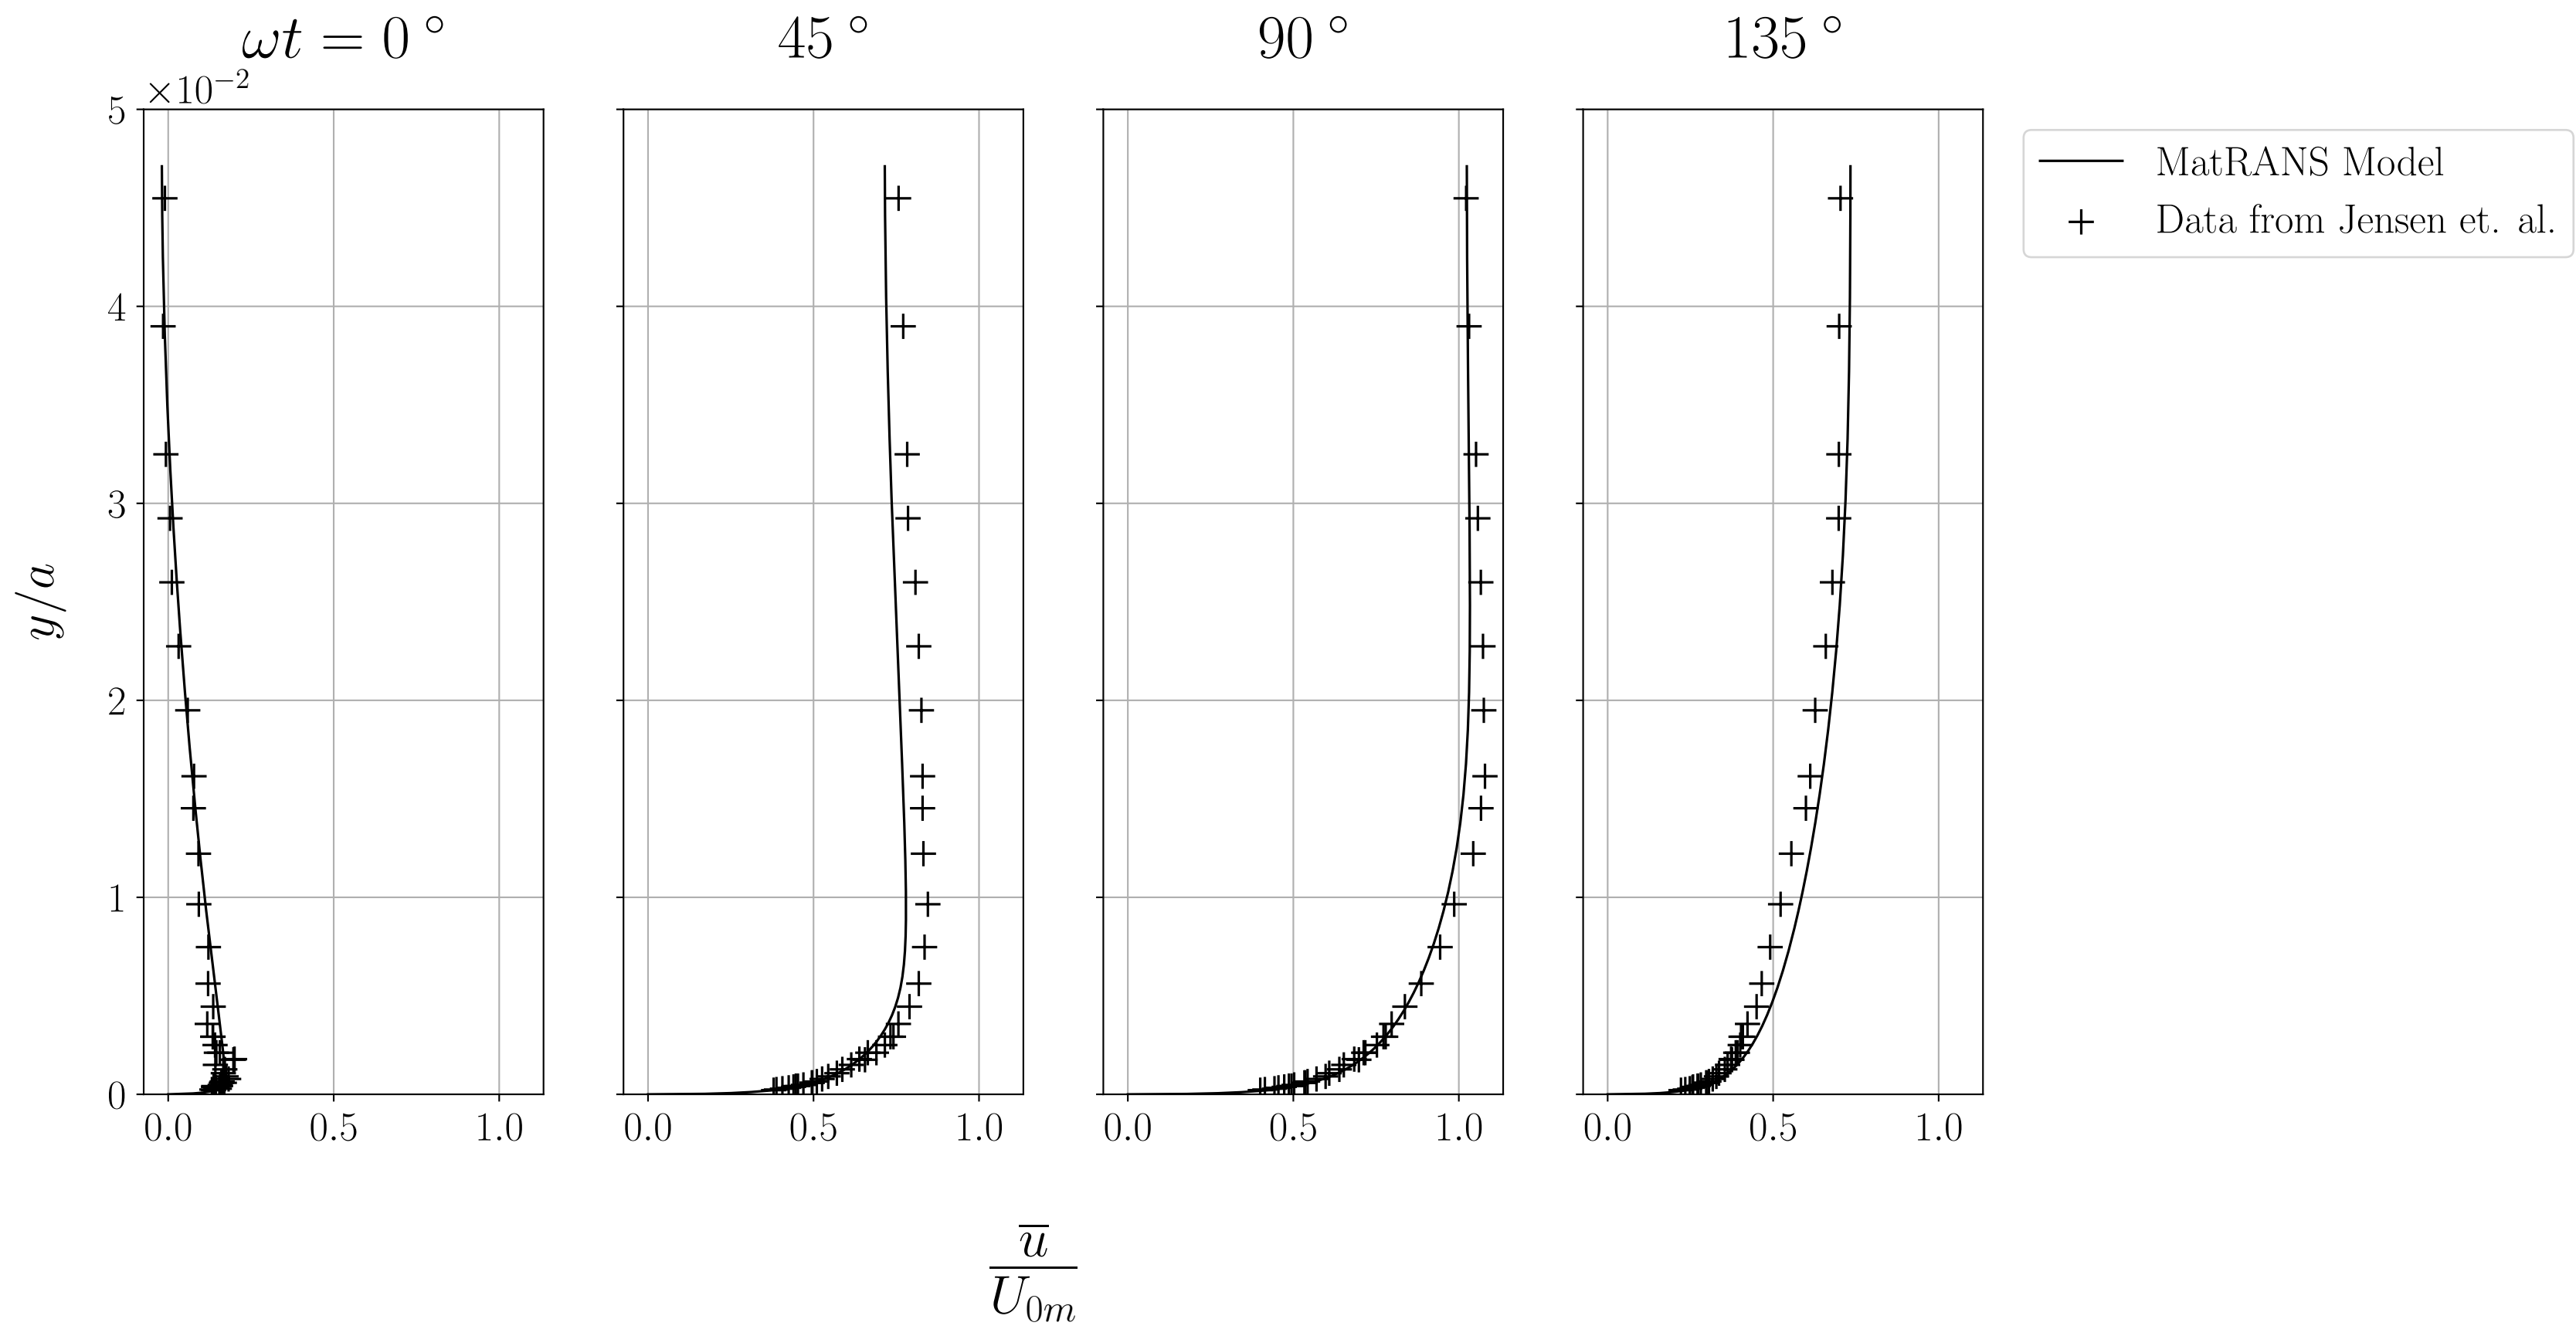 ωt = 0° 45° 90° 135°
×10⁻²
5
4
3
2
1
0
y/a
0.0 0.5 1.0 0.0 0.5 1.0 0.0 0.5 1.0 0.0 0.5 1.0
MatRANS Model
Data from Jensen et. al.
u̅
U₀ₘ